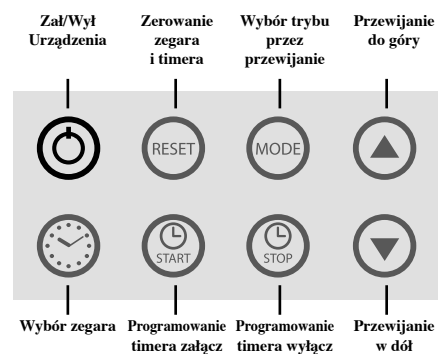 Zał/Wył
Urządzenia
Zerowanie
zegara
i timera
Wybór trybu
przez
przewijanie
Przewijanie
do góry
RESET
MODE
START
STOP
Wybór zegara
Programowanie
timera załącz
Programowanie
timera wyłącz
Przewijanie
w dół